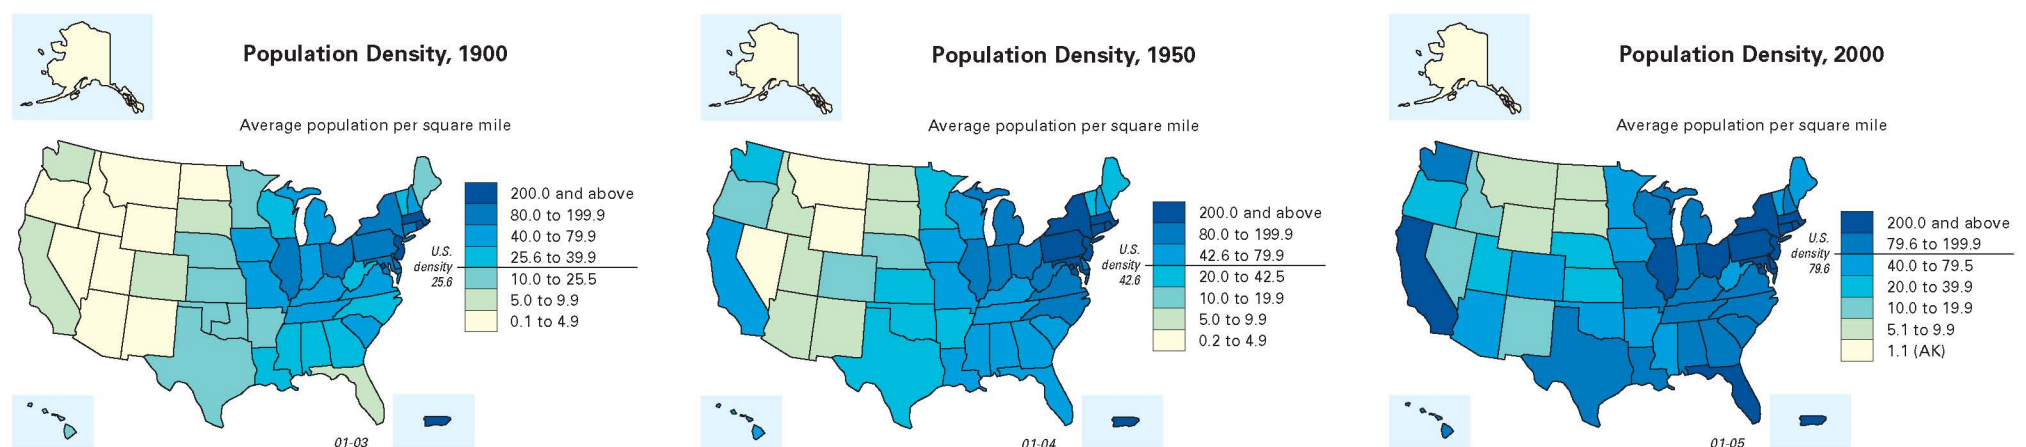 Population Density, 1900
Average population per square mile
200.0 and above
80.0 to 199.9
40.0 to 79.9
25.6 to 39.9
U.S.
density
25.6
10.0 to 25.5
5.0 to 9.9
0.1 to 4.9
01-03
Population Density, 1950
Average population per square mile
200.0 and above
80.0 to 199.9
42.6 to 79.9
U.S.
density
42.6
20.0 to 42.5
10.0 to 19.9
5.0 to 9.9
0.2 to 4.9
01-04
Population Density, 2000
Average population per square mile
200.0 and above
79.6 to 199.9
U.S.
density
79.6
40.0 to 79.5
20.0 to 39.9
10.0 to 19.9
5.1 to 9.9
1.1 (AK)
01-05